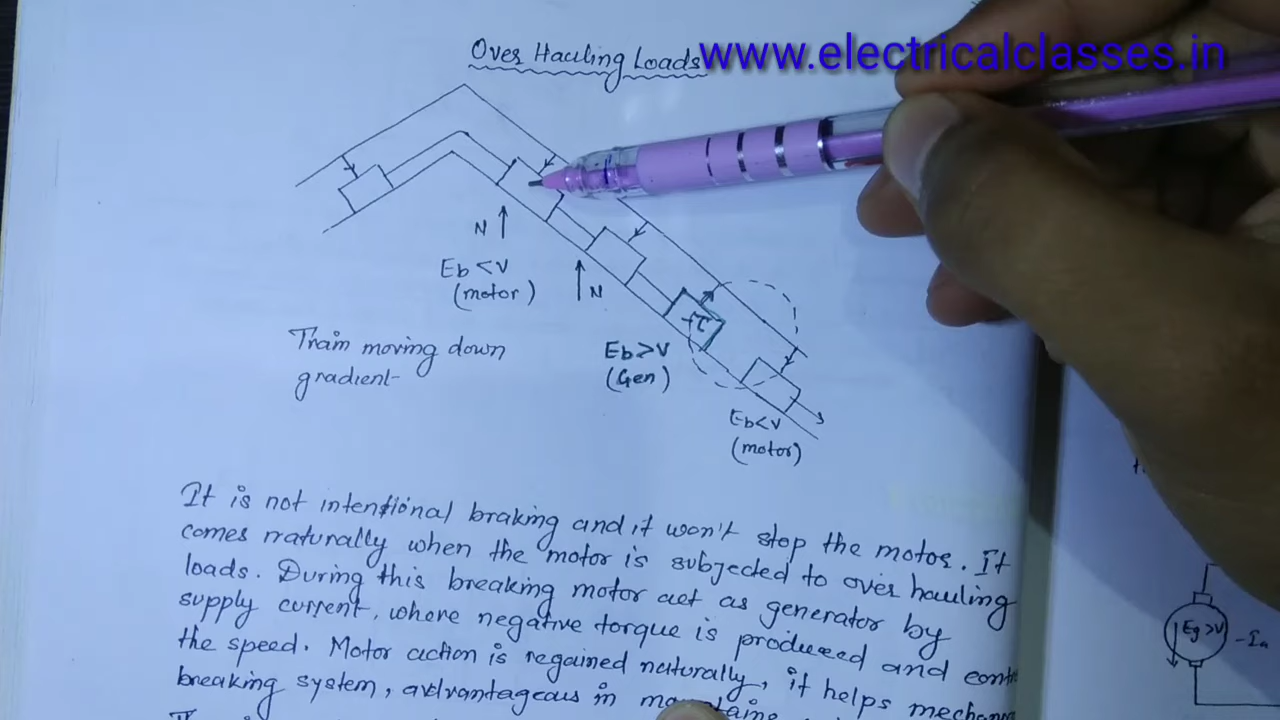 Over Hauling Loads
www.electricalclasses.in
N
Eb < V
(motor)
N
Train moving down
gradient
-τ
Eb > V
(Gen)
Eb < V
(motor)
It is not intentional braking and it won't stop the motor. It
comes naturally when the motor is subjected to over hauling
loads. During this breaking motor act as generator by
supply current, where negative torque is produced and contr
the speed. Motor action is regained naturally, it helps mechan
breaking system, advantageous in
Eg > V
-Ia